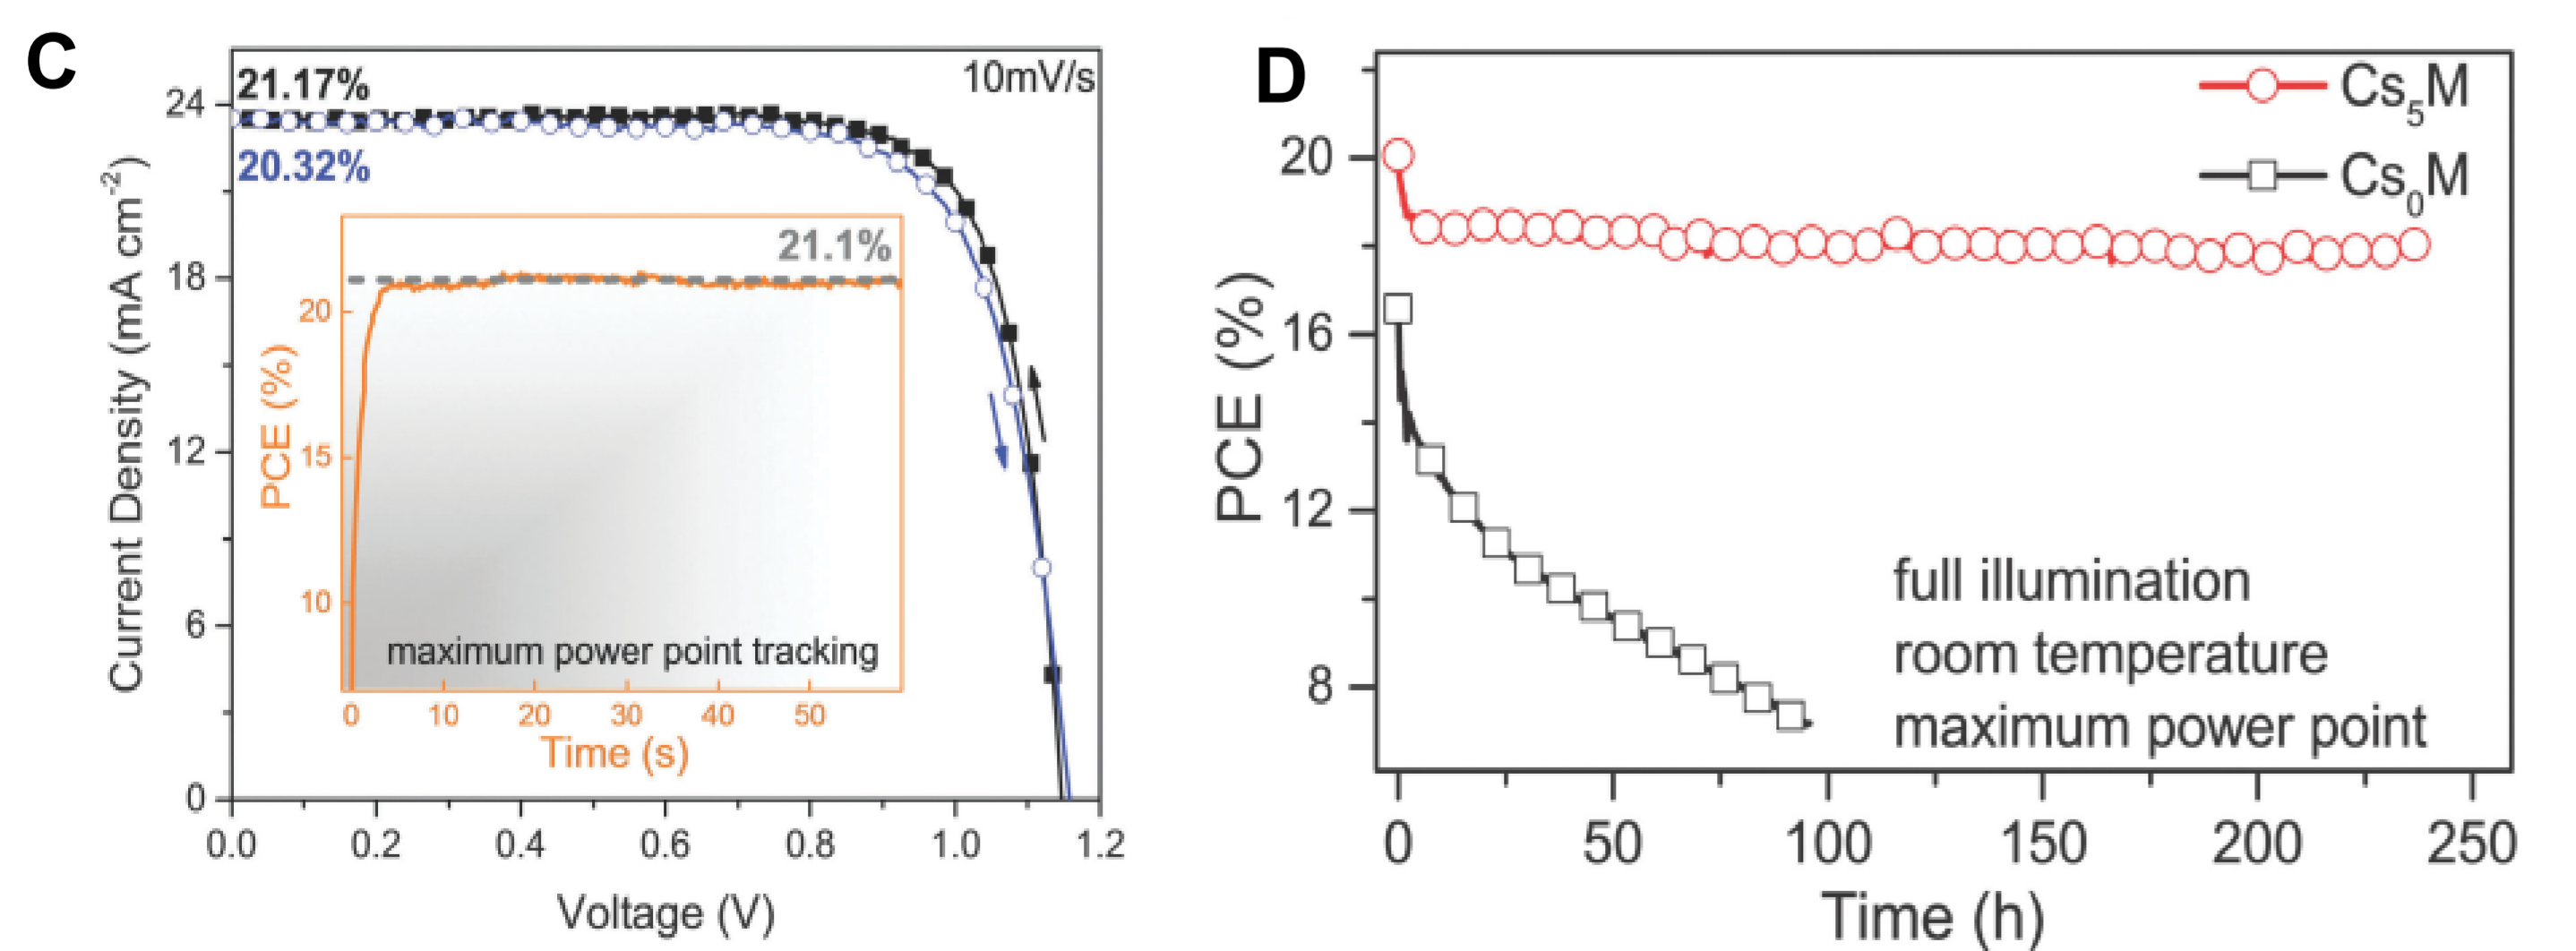 C
21.17%
10mV/s
24
20.32%
18
12
6
0
Current Density (mA cm⁻²)
21.1%
20
15
10
PCE (%)
maximum power point tracking
0 10 20 30 40 50
Time (s)
0.0 0.2 0.4 0.6 0.8 1.0 1.2
Voltage (V)
D
Cs₅M
Cs₀M
20
16
12
8
PCE (%)
full illumination
room temperature
maximum power point
0 50 100 150 200 250
Time (h)